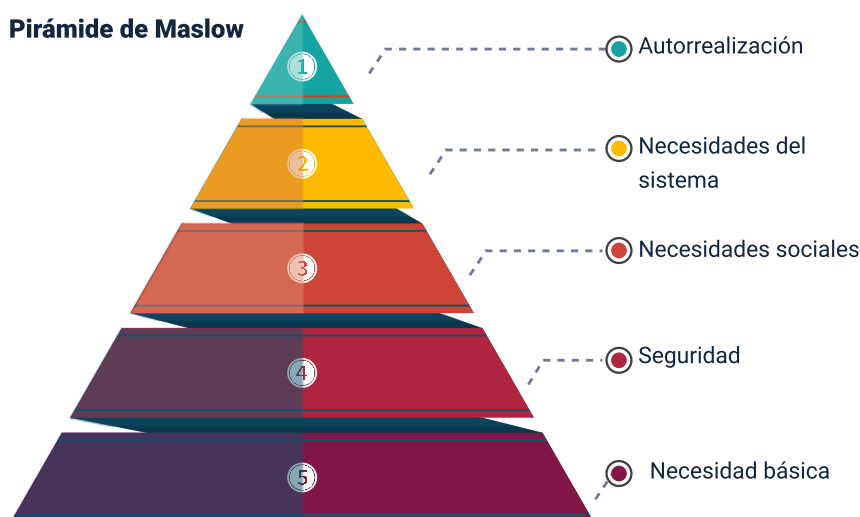 Pirámide de Maslow
1
Autorrealización
2
Necesidades del
sistema
3
Necesidades sociales
4
Seguridad
5
Necesidad básica